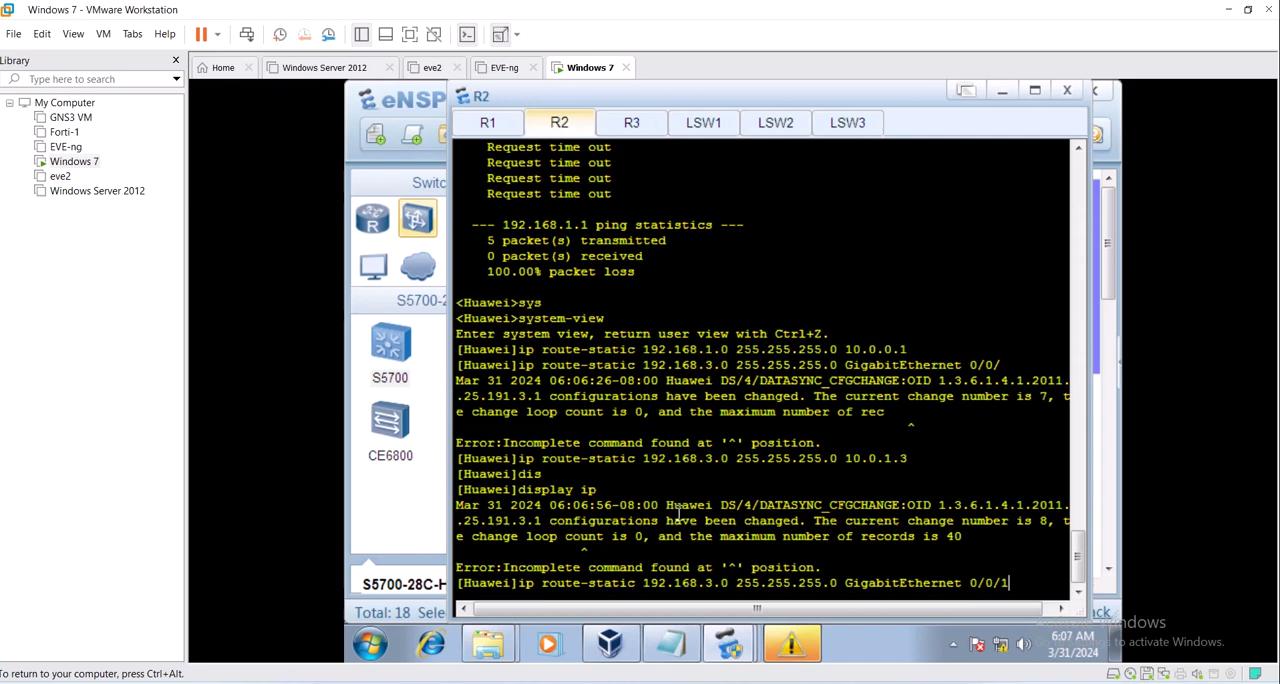 Windows 7 - VMware Workstation
File Edit View VM Tabs Help
Library
Type here to search
My Computer
GNS3 VM
Forti-1
EVE-ng
Windows 7
eve2
Windows Server 2012
Home
Windows Server 2012
eve2
EVE-ng
Windows 7
eNSP
R2
R1 R2 R3 LSW1 LSW2 LSW3
R
S5700
CE6800
S5700-28C-H
Total: 18
Request time out
Request time out
Request time out
Request time out
--- 192.168.1.1 ping statistics ---
5 packet(s) transmitted
0 packet(s) received
100.00% packet loss
<Huawei>sys
<Huawei>system-view
Enter system view, return user view with Ctrl+Z.
[Huawei]ip route-static 192.168.1.0 255.255.255.0 10.0.0.1
[Huawei]ip route-static 192.168.3.0 255.255.255.0 GigabitEthernet 0/0/
Mar 31 2024 06:06:26-08:00 Huawei DS/4/DATASYNC_CFGCHANGE:OID 1.3.6.1.4.1.2011.
.25.191.3.1 configurations have been changed. The current change number is 7, t
e change loop count is 0, and the maximum number of rec
^
Error:Incomplete command found at '^' position.
[Huawei]ip route-static 192.168.3.0 255.255.255.0 10.0.1.3
[Huawei]dis
[Huawei]display ip
Mar 31 2024 06:06:56-08:00 Huawei DS/4/DATASYNC_CFGCHANGE:OID 1.3.6.1.4.1.2011.
.25.191.3.1 configurations have been changed. The current change number is 8, t
e change loop count is 0, and the maximum number of records is 40
^
Error:Incomplete command found at '^' position.
[Huawei]ip route-static 192.168.3.0 255.255.255.0 GigabitEthernet 0/0/1
6:07 AM
3/31/2024
to activate Windows.
To return to your computer, press Ctrl+Alt.